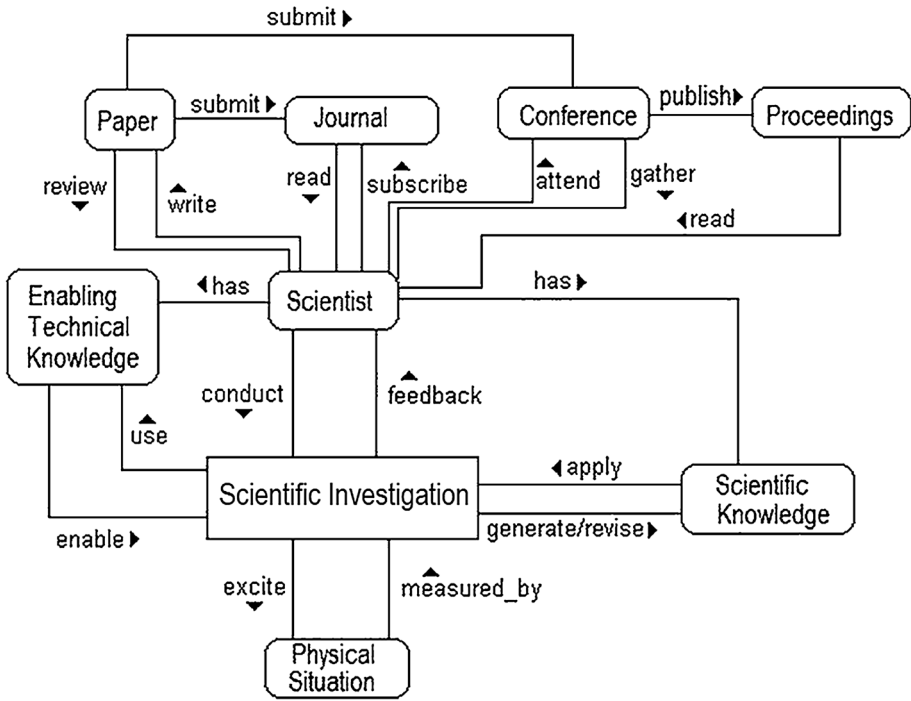 submit
submit
publish
Paper
Journal
Conference
Proceedings
review
write
read
subscribe
attend
gather
read
has
has
Enabling
Technical
Knowledge
Scientist
conduct
feedback
use
apply
Scientific Investigation
Scientific
Knowledge
enable
generate/revise
excite
measured_by
Physical
Situation